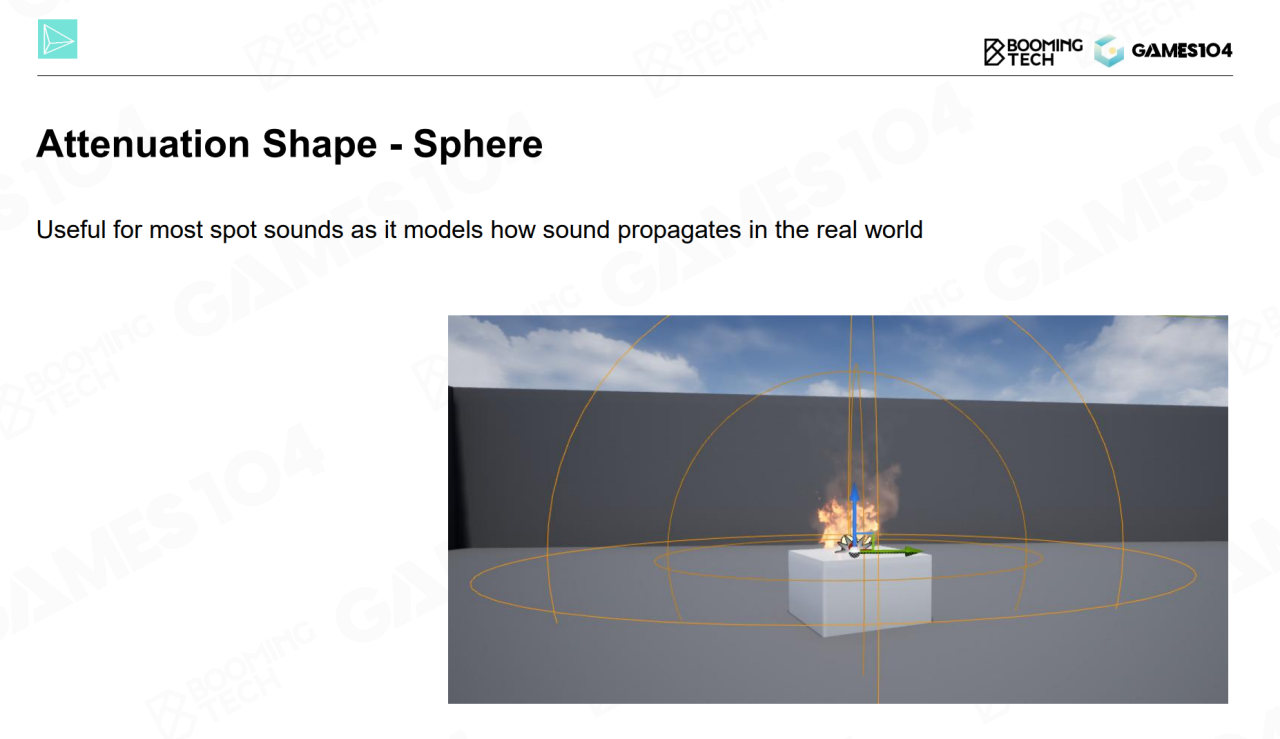 BOOMING
TECH
GAMES104
Attenuation Shape - Sphere
Useful for most spot sounds as it models how sound propagates in the real world